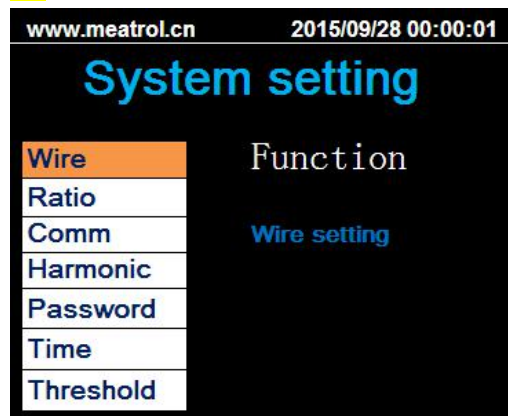 www.meatrol.cn 2015/09/28 00:00:01
System setting
Wire Function
Ratio
Comm Wire setting
Harmonic
Password
Time
Threshold